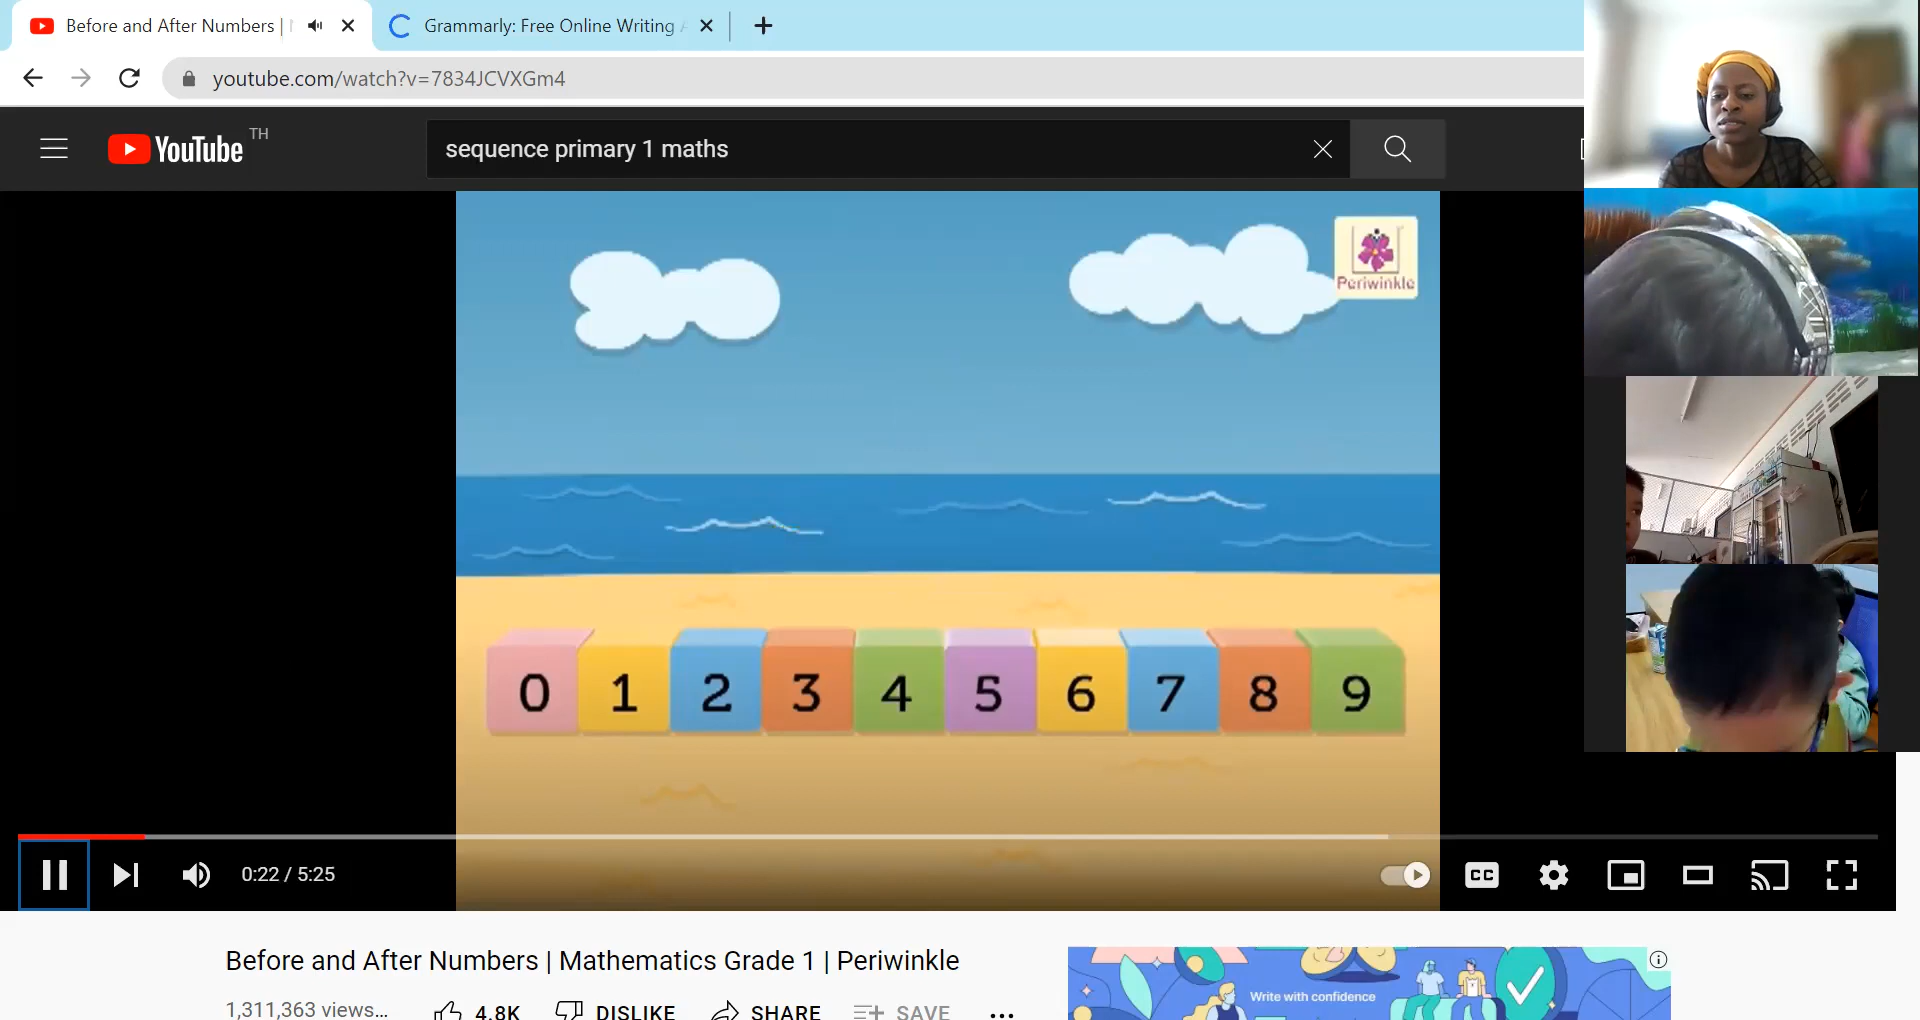 Before and After Numbers |
Grammarly: Free Online Writing
youtube.com/watch?v=7834JCVXGm4
YouTube TH
sequence primary 1 maths
Periwinkle
0 1 2 3 4 5 6 7 8 9
0:22 / 5:25
CC
Before and After Numbers | Mathematics Grade 1 | Periwinkle
1,311,363 views...
4.8K DISLIKE SHARE SAVE
Write with confidence